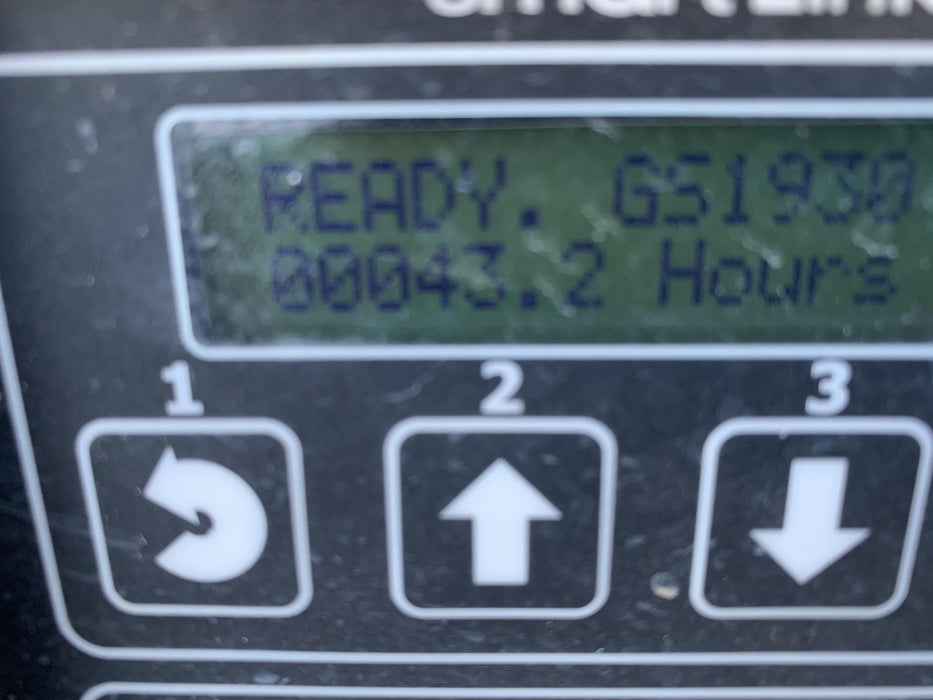 READY. GS1930
00043.2 Hours
1 2 3